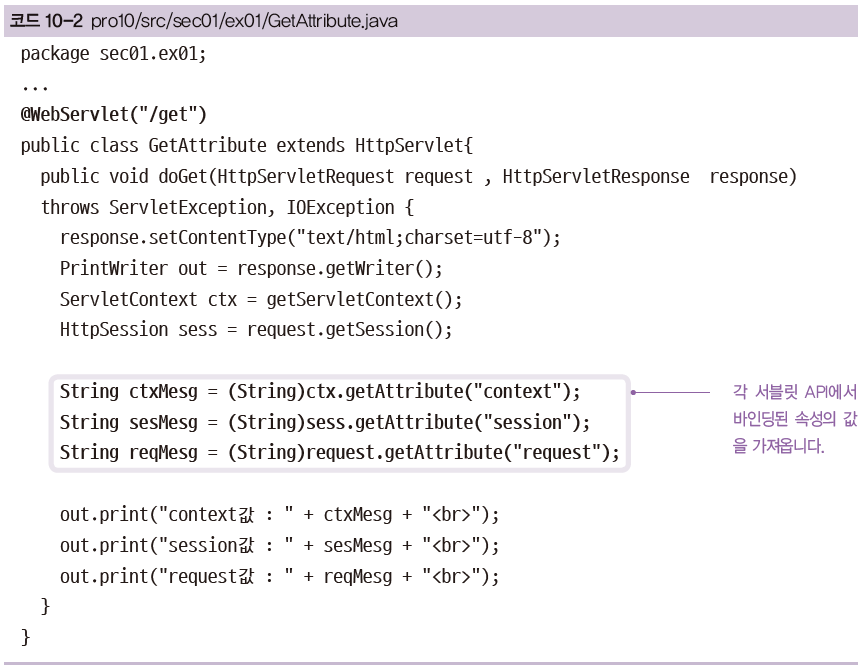 코드 10-2 pro10/src/sec01/ex01/GetAttribute.java
package sec01.ex01;
...
@WebServlet("/get")
public class GetAttribute extends HttpServlet{
public void doGet(HttpServletRequest request , HttpServletResponse response)
throws ServletException, IOException {
response.setContentType("text/html;charset=utf-8");
PrintWriter out = response.getWriter();
ServletContext ctx = getServletContext();
HttpSession sess = request.getSession();
String ctxMesg = (String)ctx.getAttribute("context");
String sesMesg = (String)sess.getAttribute("session");
String reqMesg = (String)request.getAttribute("request");
각 서블릿 API에서
바인딩된 속성의 값
을 가져옵니다.
out.print("context값 : " + ctxMesg + "<br>");
out.print("session값 : " + sesMesg + "<br>");
out.print("request값 : " + reqMesg + "<br>");
}
}